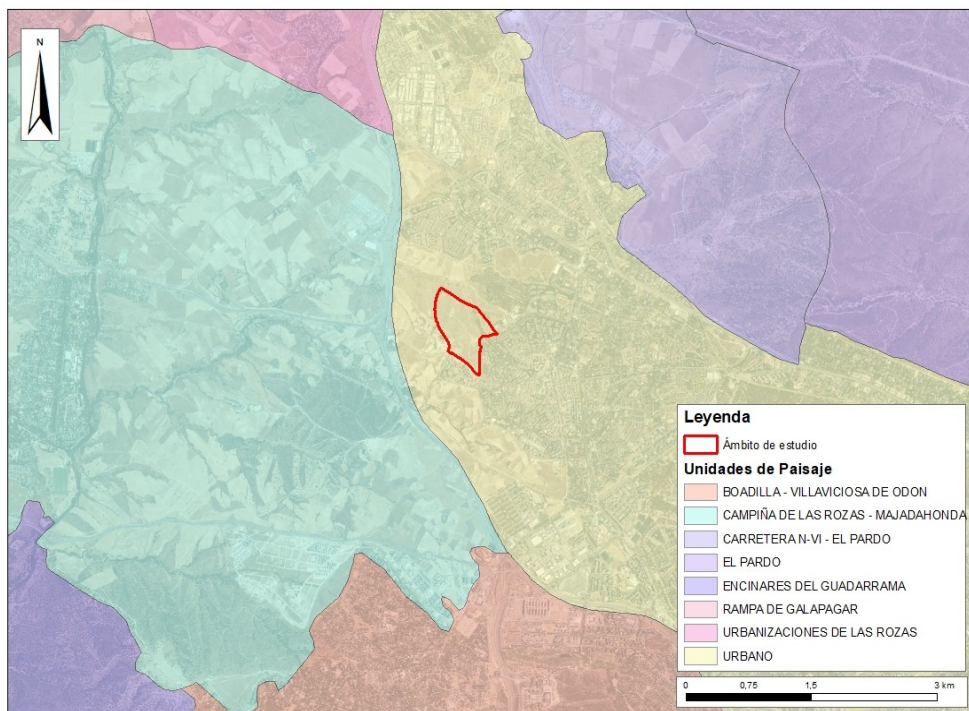 N
Leyenda
Ámbito de estudio
Unidades de Paisaje
BOADILLA - VILLAVICIOSA DE ODON
CAMPIÑA DE LAS ROZAS - MAJADAHONDA
CARRETERA N-VI - EL PARDO
EL PARDO
ENCINARES DEL GUADARRAMA
RAMPA DE GALAPAGAR
URBANIZACIONES DE LAS ROZAS
URBANO
0 0,75 1,5 3 km